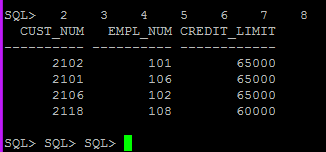 SQL>   2    3    4    5    6    7    8
  CUST_NUM   EMPL_NUM CREDIT_LIMIT
---------- ---------- ------------
      2102        101        65000
      2101        106        65000
      2106        102        65000
      2118        108        60000
SQL> SQL> SQL>